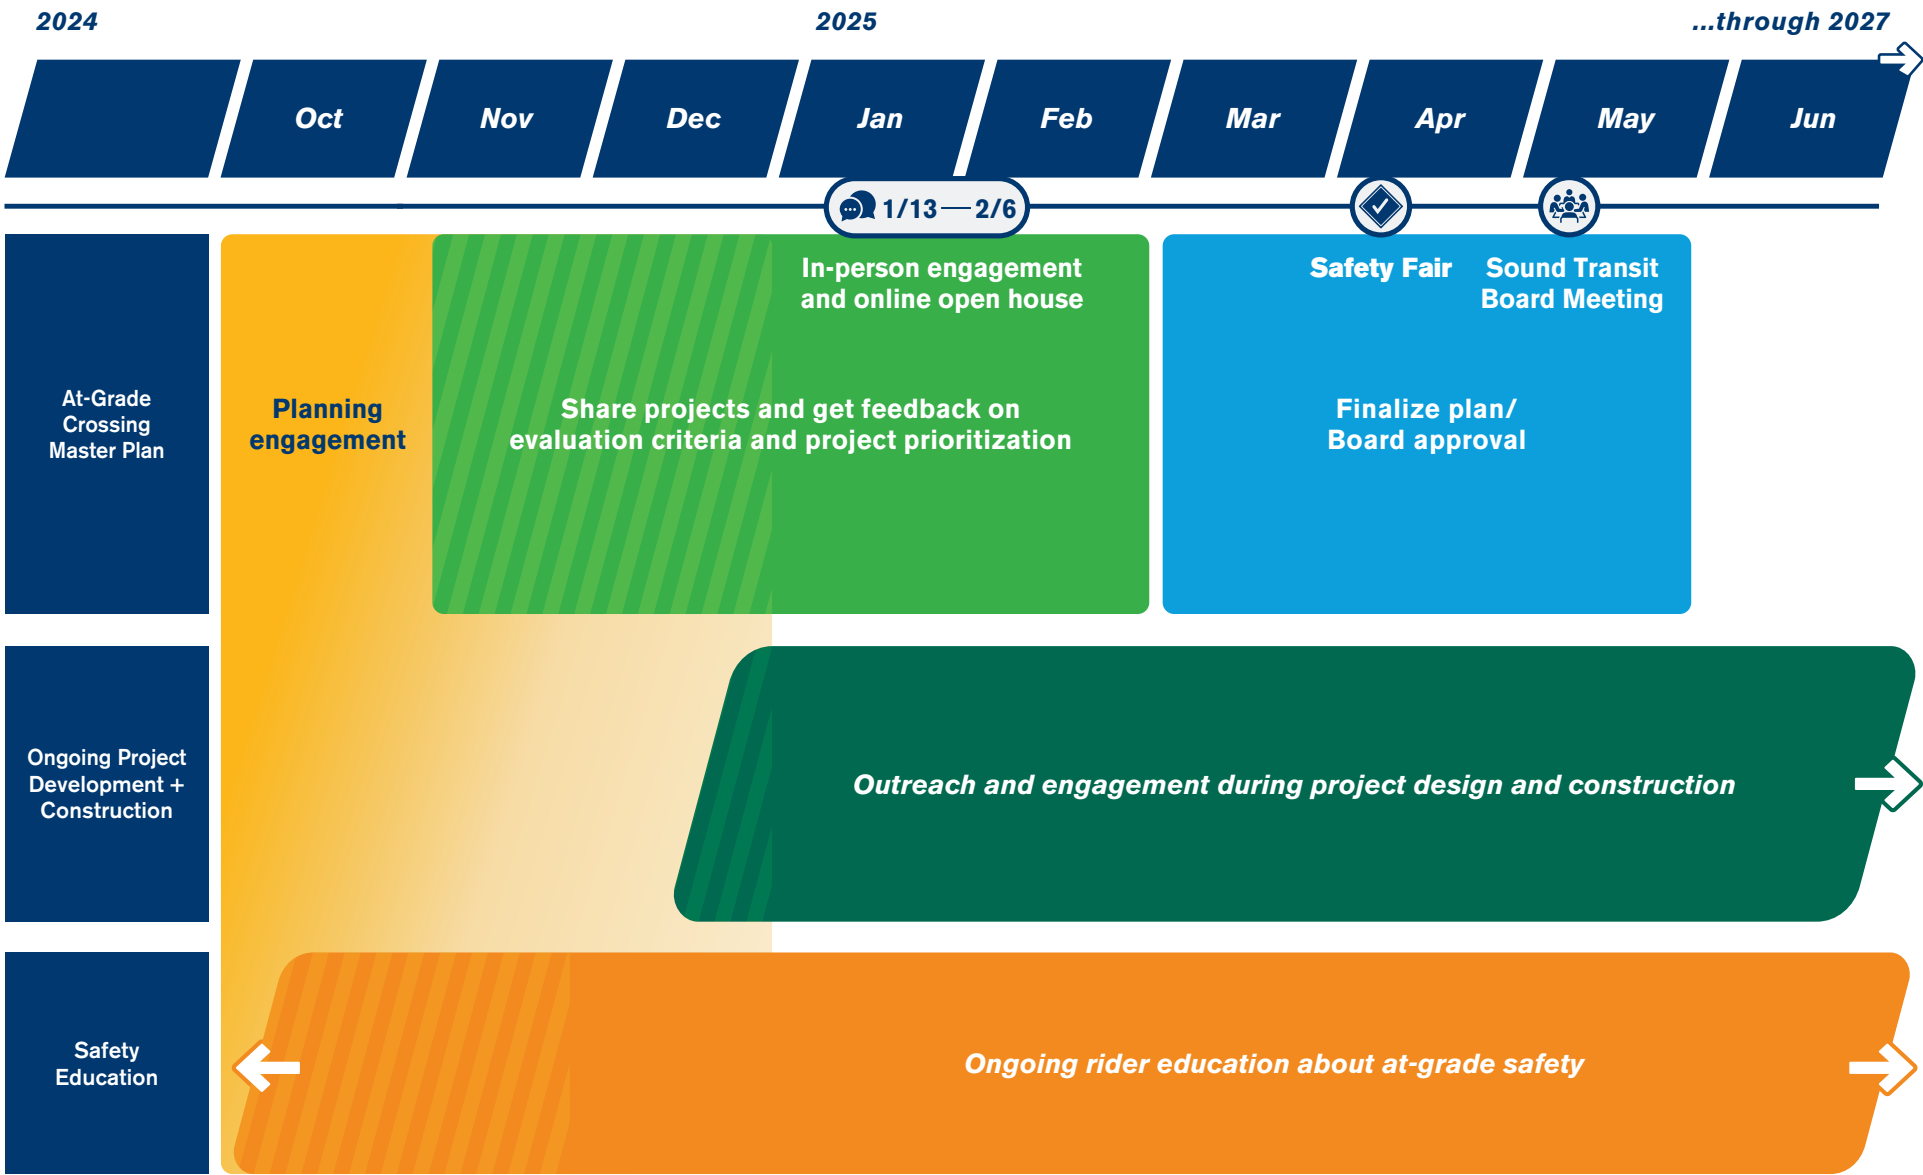 2024
2025
...through 2027
Oct
Nov
Dec
Jan
Feb
Mar
Apr
May
Jun
1/13 — 2/6
In-person engagement
and online open house
Safety Fair
Sound Transit
Board Meeting
At-Grade
Crossing
Master Plan
Planning
engagement
Share projects and get feedback on
evaluation criteria and project prioritization
Finalize plan/
Board approval
Ongoing Project
Development +
Construction
Outreach and engagement during project design and construction
Safety
Education
Ongoing rider education about at-grade safety